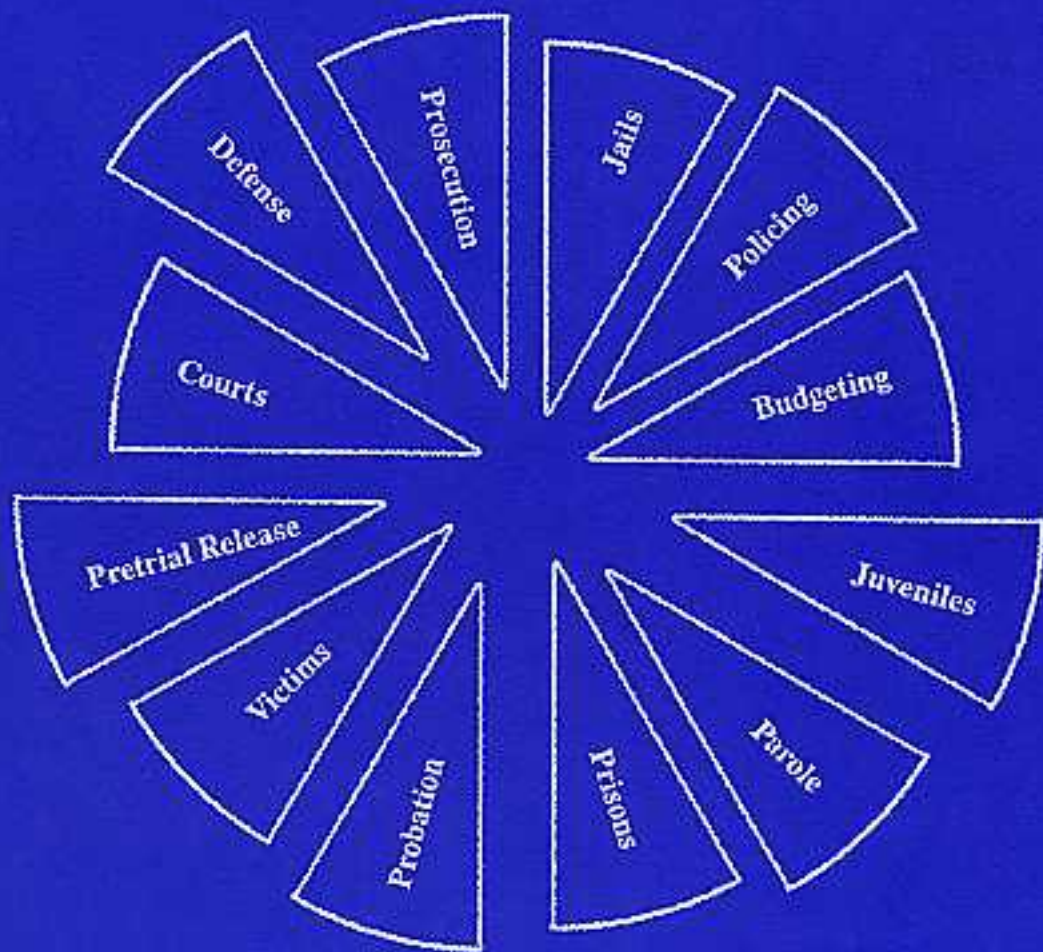 Prosecution
Jails
Defense
Policing
Courts
Budgeting
Pretrial Release
Juveniles
Victims
Parole
Probation
Prisons